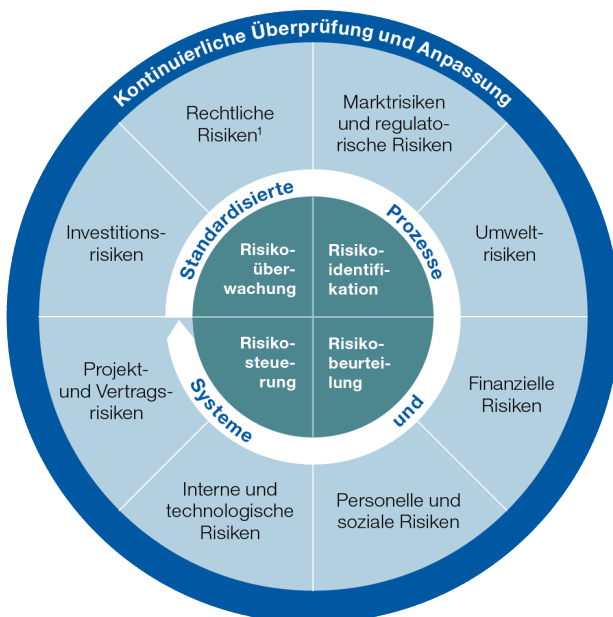 Kontinuierliche Überprüfung und Anpassung
Rechtliche
Risiken¹
Marktrisiken
und regulato-
rische Risiken
Investitions-
risiken
Umwelt-
risiken
Standardisierte
Prozesse
und
Systeme
Risiko-
über-
wachung
Risiko-
identifi-
kation
Risiko-
steue-
rung
Risiko-
beurtei-
lung
Projekt-
und Vertrags-
risiken
Finanzielle
Risiken
Interne und
technologische
Risiken
Personelle und
soziale Risiken